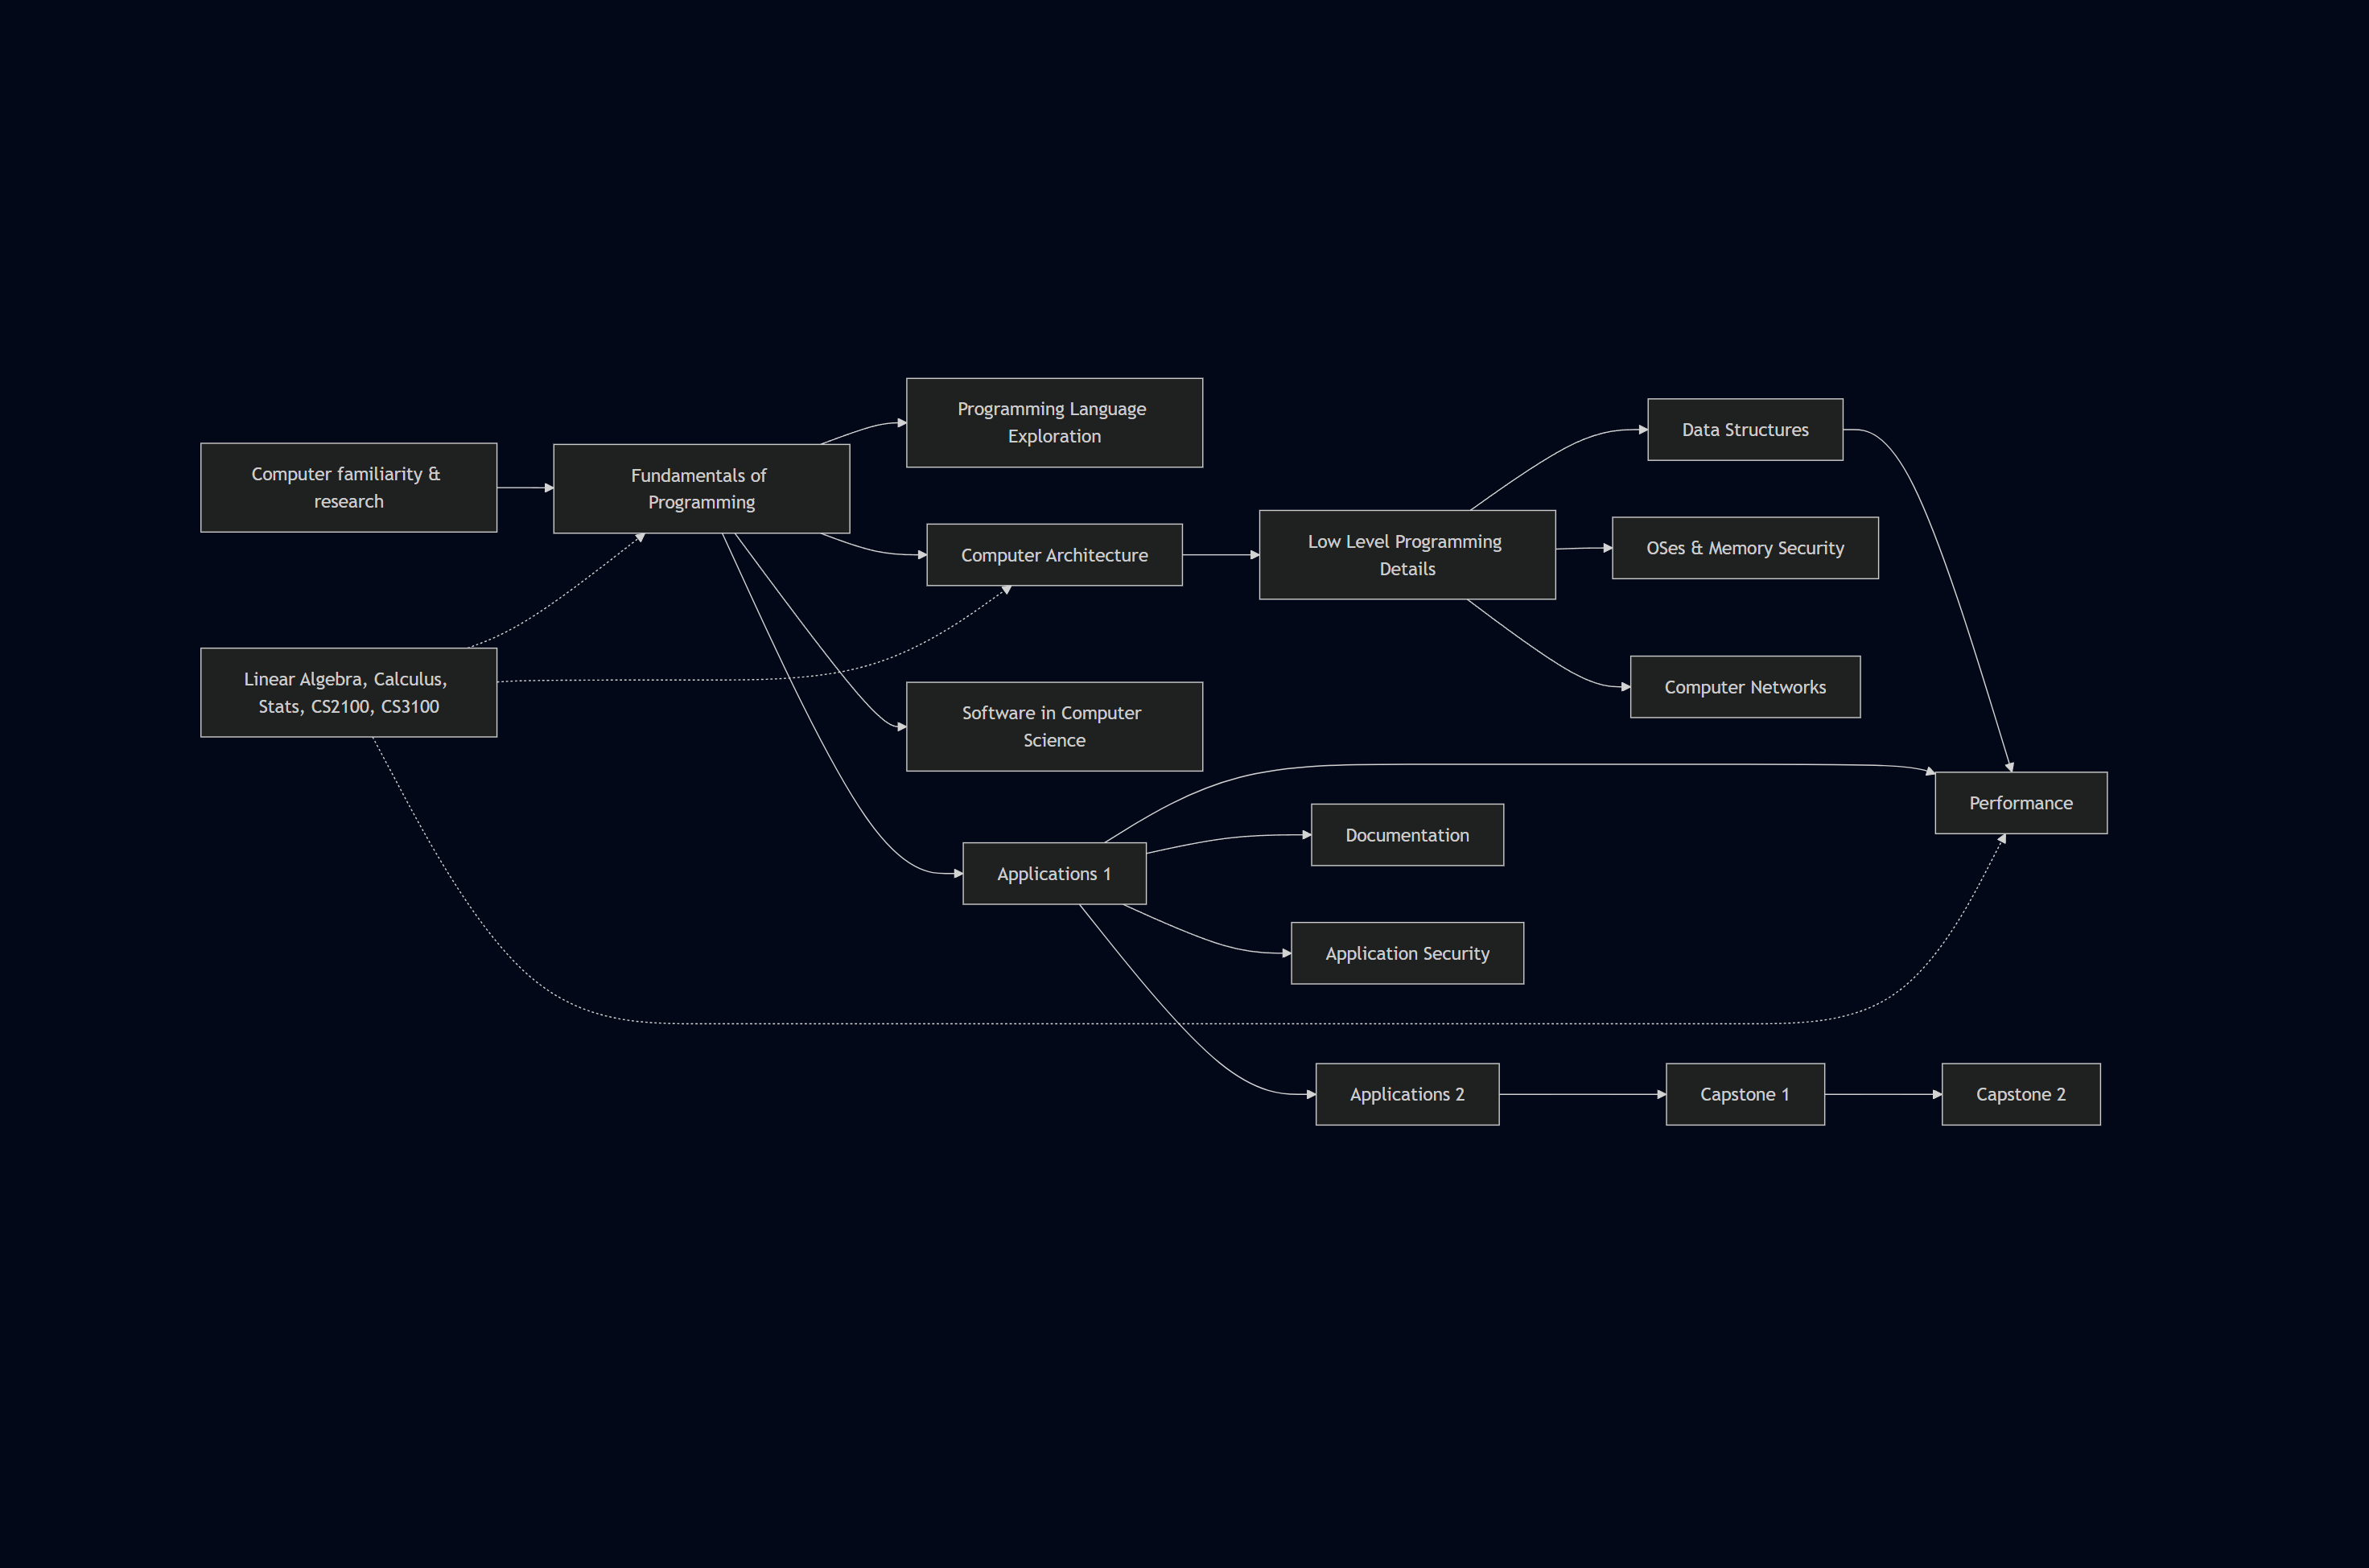 Computer familiarity &
research
Linear Algebra, Calculus,
Stats, CS2100, CS3100
Fundamentals of
Programming
Programming Language
Exploration
Computer Architecture
Software in Computer
Science
Applications 1
Low Level Programming
Details
Documentation
Application Security
Applications 2
Data Structures
OSes & Memory Security
Computer Networks
Capstone 1
Performance
Capstone 2